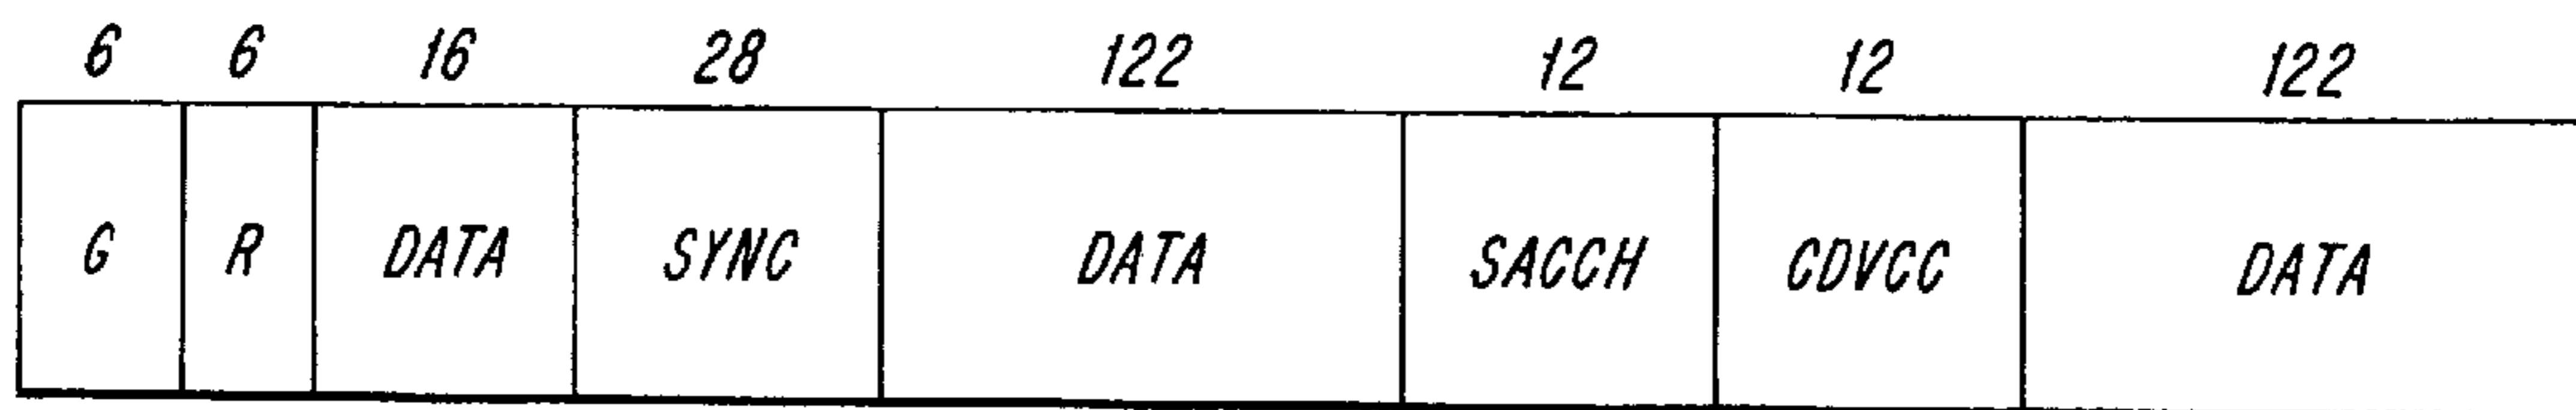 6 6 16 28 122 12 12 122
G R DATA SYNC DATA SACCH CDVCC DATA